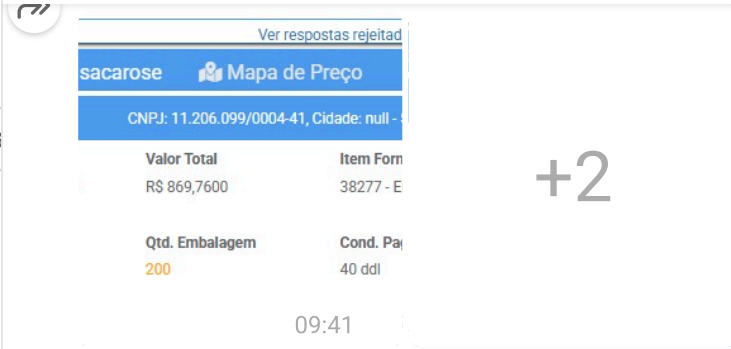 Ver respostas rejeitad
sacarose Mapa de Preço
CNPJ: 11.206.099/0004-41, Cidade: null -
Valor Total Item Forn
R$ 869,7600 38277 - E
Qtd. Embalagem Cond. Pag
200 40 ddl
09:41
+2